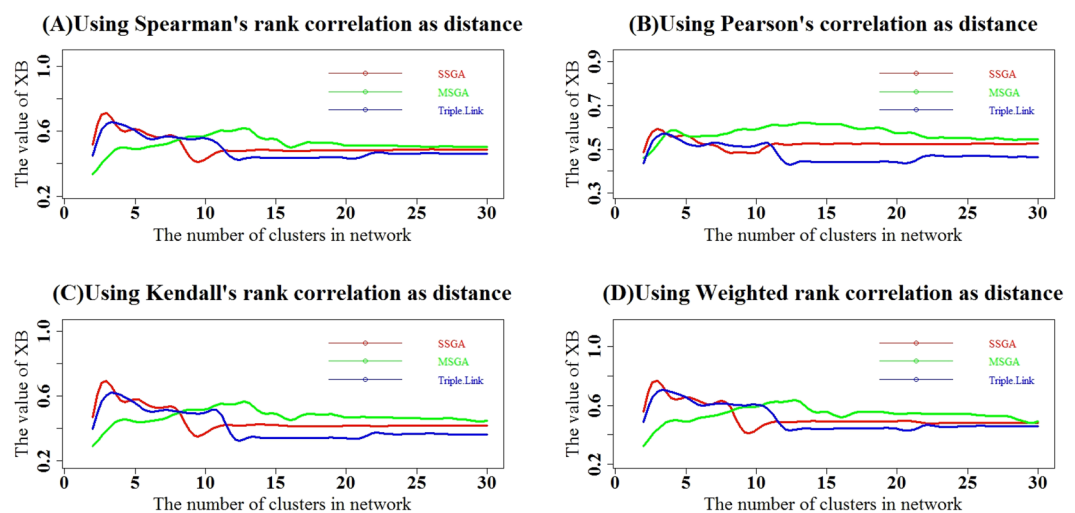 (A)Using Spearman's rank correlation as distance
The value of XB
1.0
0.6
0.2
SSGA
MSGA
Triple.Link
0 5 10 15 20 25 30
The number of clusters in network
(B)Using Pearson's correlation as distance
The value of XB
0.9
0.7
0.5
0.3
SSGA
MSGA
Triple.Link
0 5 10 15 20 25 30
The number of clusters in network
(C)Using Kendall's rank correlation as distance
The value of XB
1.0
0.6
0.2
SSGA
MSGA
Triple.Link
0 5 10 15 20 25 30
The number of clusters in network
(D)Using Weighted rank correlation as distance
The value of XB
1.0
0.6
0.2
SSGA
MSGA
Triple.Link
0 5 10 15 20 25 30
The number of clusters in network